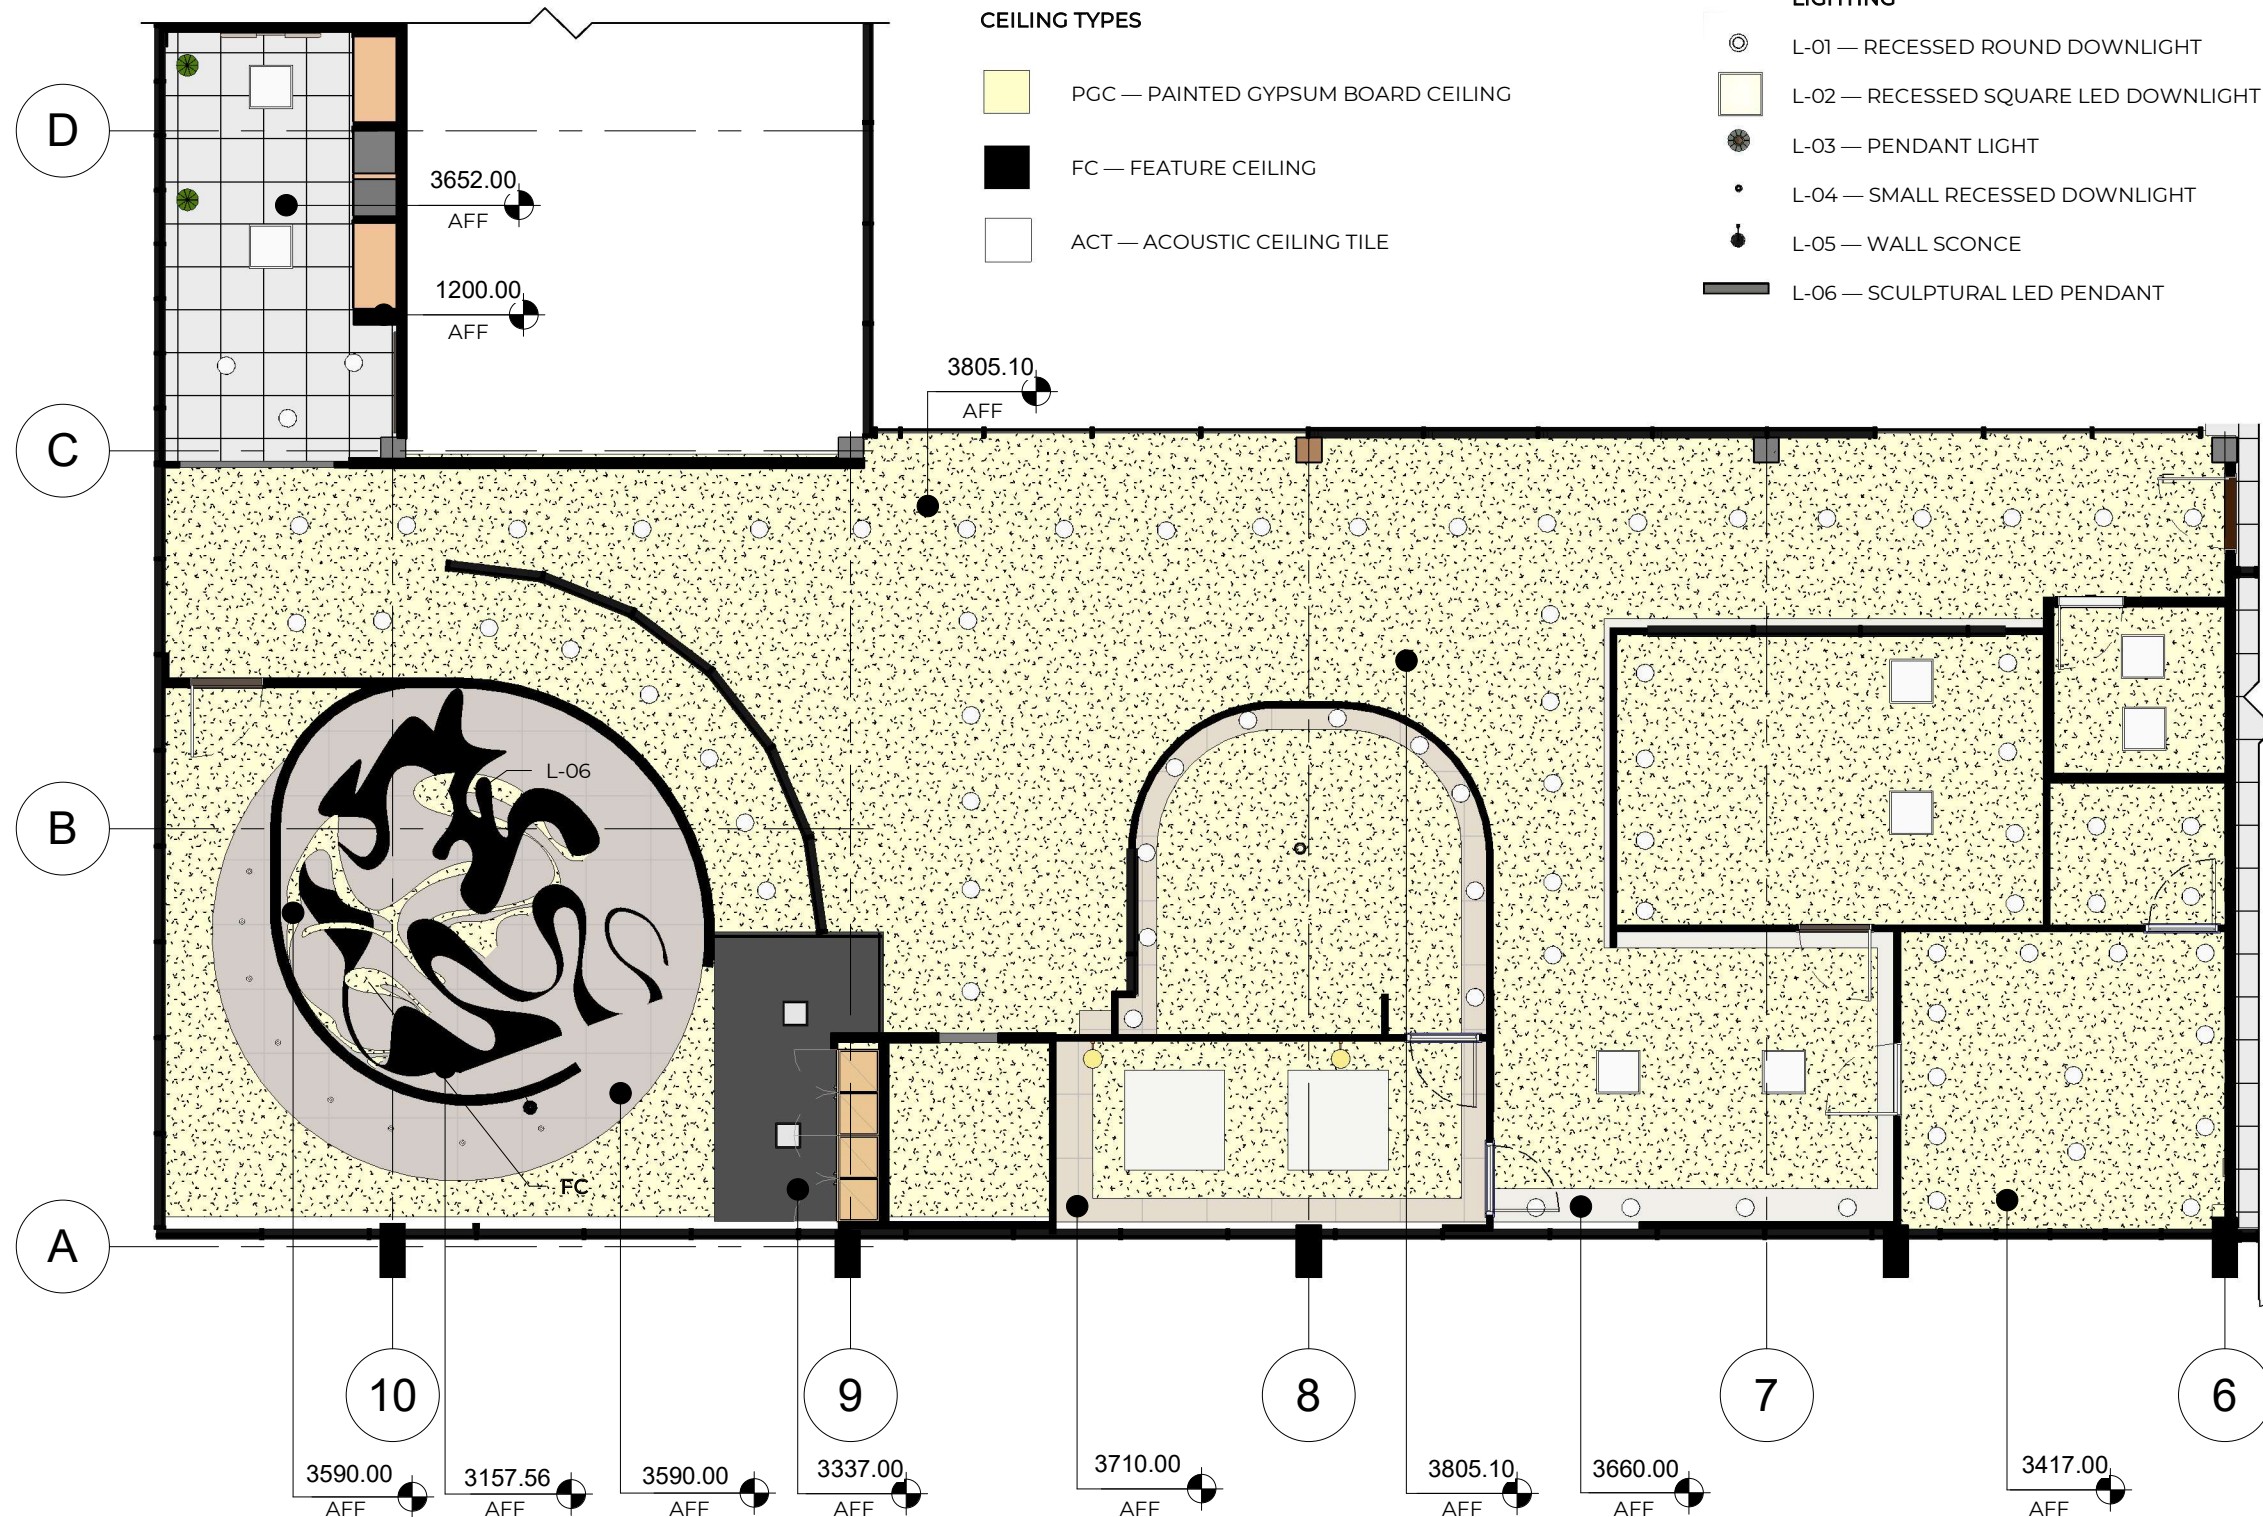 CEILING TYPES
PGC — PAINTED GYPSUM BOARD CEILING
FC — FEATURE CEILING
ACT — ACOUSTIC CEILING TILE
LIGHTING
L-01 — RECESSED ROUND DOWNLIGHT
L-02 — RECESSED SQUARE LED DOWNLIGHT
L-03 — PENDANT LIGHT
L-04 — SMALL RECESSED DOWNLIGHT
L-05 — WALL SCONCE
L-06 — SCULPTURAL LED PENDANT
D
3652.00
AFF
1200.00
AFF
3805.10
AFF
C
L-06
B
FC
A
10
9
8
7
6
3590.00
AFF
3157.56
AFF
3590.00
AFF
3337.00
AFF
3710.00
AFF
3805.10
AFF
3660.00
AFF
3417.00
AFF